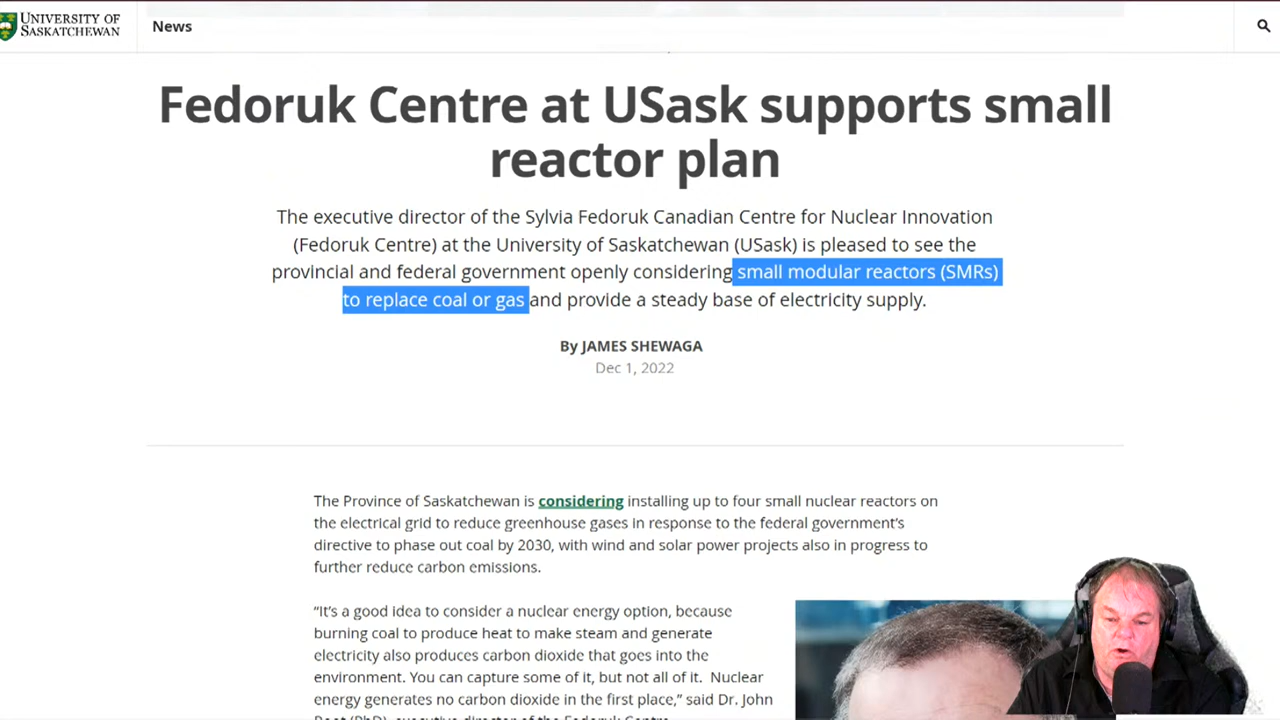 UNIVERSITY OF
SASKATCHEWAN
News
Fedoruk Centre at USask supports small
reactor plan
The executive director of the Sylvia Fedoruk Canadian Centre for Nuclear Innovation
(Fedoruk Centre) at the University of Saskatchewan (USask) is pleased to see the
provincial and federal government openly considering small modular reactors (SMRs)
to replace coal or gas and provide a steady base of electricity supply.
By JAMES SHEWAGA
Dec 1, 2022
The Province of Saskatchewan is considering installing up to four small nuclear reactors on
the electrical grid to reduce greenhouse gases in response to the federal government’s
directive to phase out coal by 2030, with wind and solar power projects also in progress to
further reduce carbon emissions.
“It’s a good idea to consider a nuclear energy option, because
burning coal to produce heat to make steam and generate
electricity also produces carbon dioxide that goes into the
environment. You can capture some of it, but not all of it. Nuclear
energy generates no carbon dioxide in the first place,” said Dr. John
Root (PhD), executive director of the Fedoruk Centre